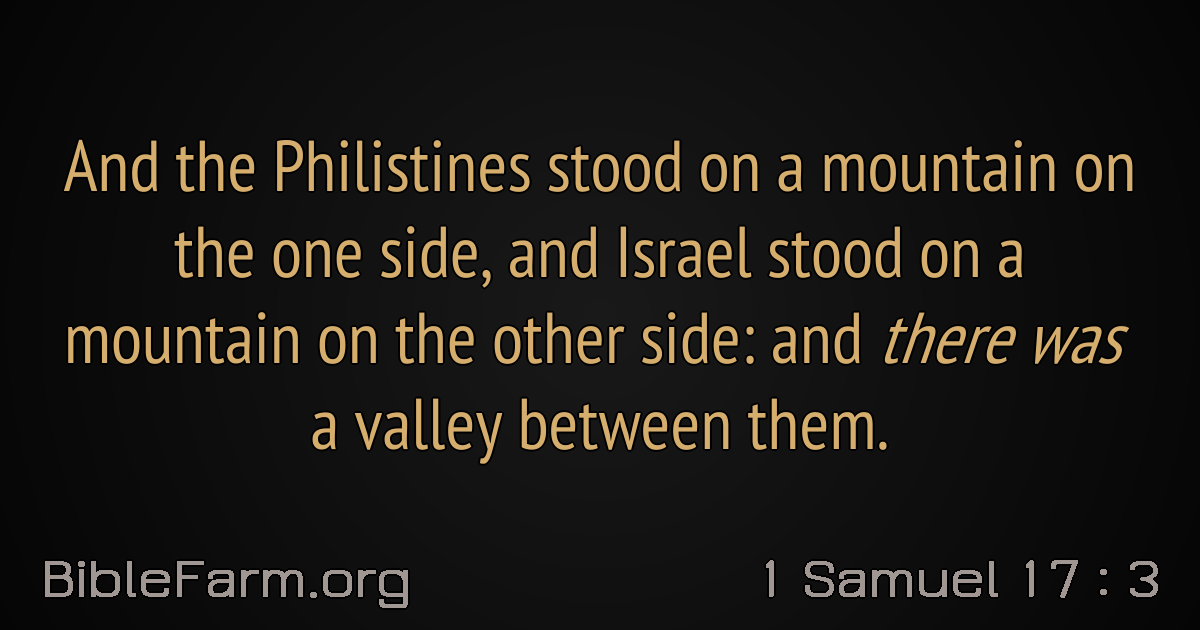 And the Philistines stood on a mountain on
the one side, and Israel stood on a
mountain on the other side: and there was
a valley between them.
BibleFarm.org
1 Samuel 17 : 3